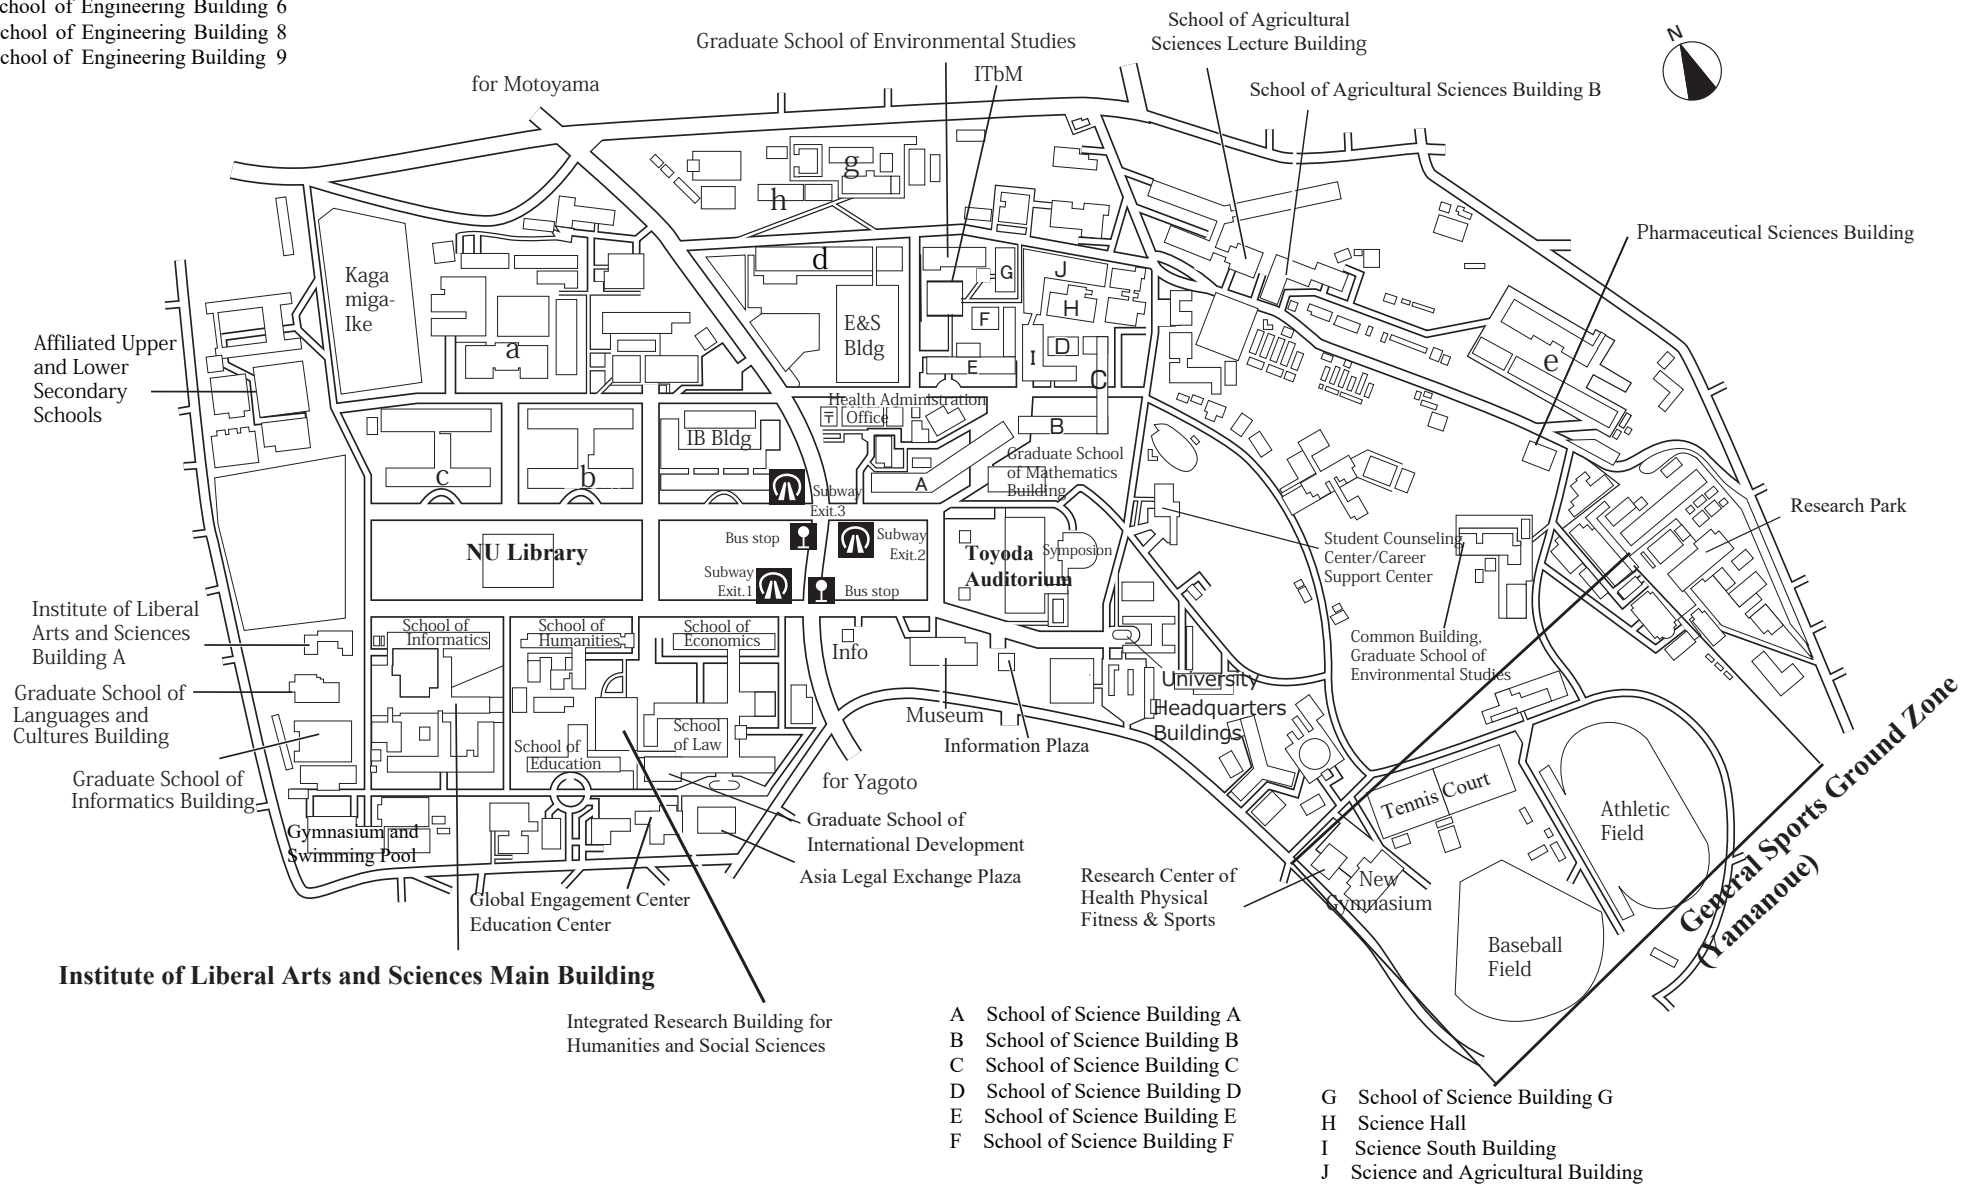 chool of Engineering Building 6
chool of Engineering Building 8
chool of Engineering Building 9
School of Agricultural
Sciences Lecture Building
Graduate School of Environmental Studies
ITbM
N
for Motoyama
School of Agricultural Sciences Building B
g
h
Pharmaceutical Sciences Building
d
G
J
H
Kaga
miga-
Ike
E&S
Bldg
F
I
D
E
C
a
e
Affiliated Upper
and Lower
Secondary
Schools
Health Administration
Office
〒
B
IB Bldg
c
b
A
Graduate School
of Mathematics
Building
Subway
Exit.3
Research Park
Bus stop
Subway
Exit.2
NU Library
Toyoda
Auditorium
Symposion
Student Counseling
Center/Career
Support Center
Subway
Exit.1
Bus stop
Institute of Liberal
Arts and Sciences
Building A
School of
Informatics
School of
Humanities
School of
Economics
Info
Common Building,
Graduate School of
Environmental Studies
Graduate School of
Languages and
Cultures Building
University
Headquarters
Buildings
Museum
Information Plaza
School
of Law
School of
Education
Graduate School of
Informatics Building
for Yagoto
Tennis Court
Athletic
Field
General Sports Ground Zone
(Yamanoue)
Gymnasium and
Swimming Pool
Graduate School of
International Development
Asia Legal Exchange Plaza
Research Center of
Health Physical
Fitness & Sports
New
Gymnasium
Global Engagement Center
Education Center
Baseball
Field
Institute of Liberal Arts and Sciences Main Building
Integrated Research Building for
Humanities and Social Sciences
A School of Science Building A
B School of Science Building B
C School of Science Building C
D School of Science Building D
E School of Science Building E
F School of Science Building F
G School of Science Building G
H Science Hall
I Science South Building
J Science and Agricultural Building